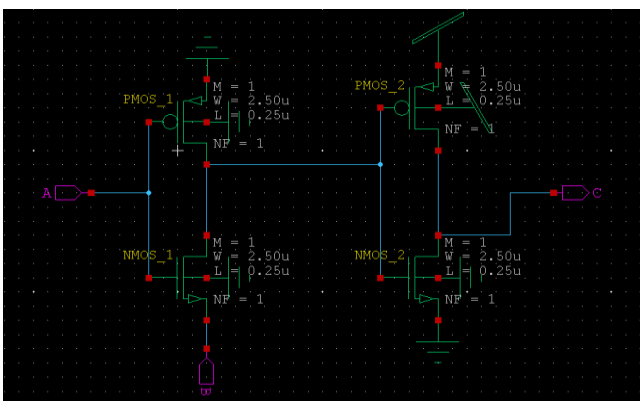 PMOS_1
M = 1
W = 2.50u
L = 0.25u
NF = 1
PMOS_2
M = 1
W = 2.50u
L = 0.25u
NF = 1
A
C
NMOS_1
M = 1
W = 2.50u
L = 0.25u
NF = 1
NMOS_2
M = 1
W = 2.50u
L = 0.25u
NF = 1
B